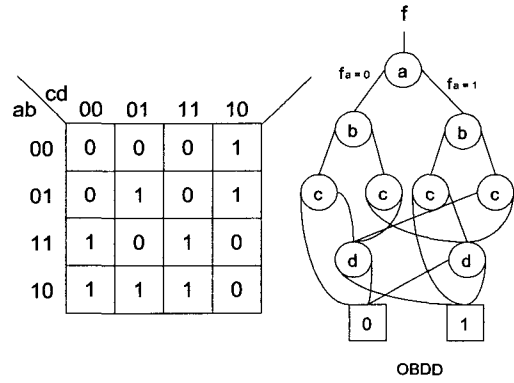 cd
ab 00 01 11 10
00 0 0 0 1
01 0 1 0 1
11 1 0 1 0
10 1 1 1 0
f
a
fa = 0 fa = 1
b b
c c c c
d d
0 1
OBDD